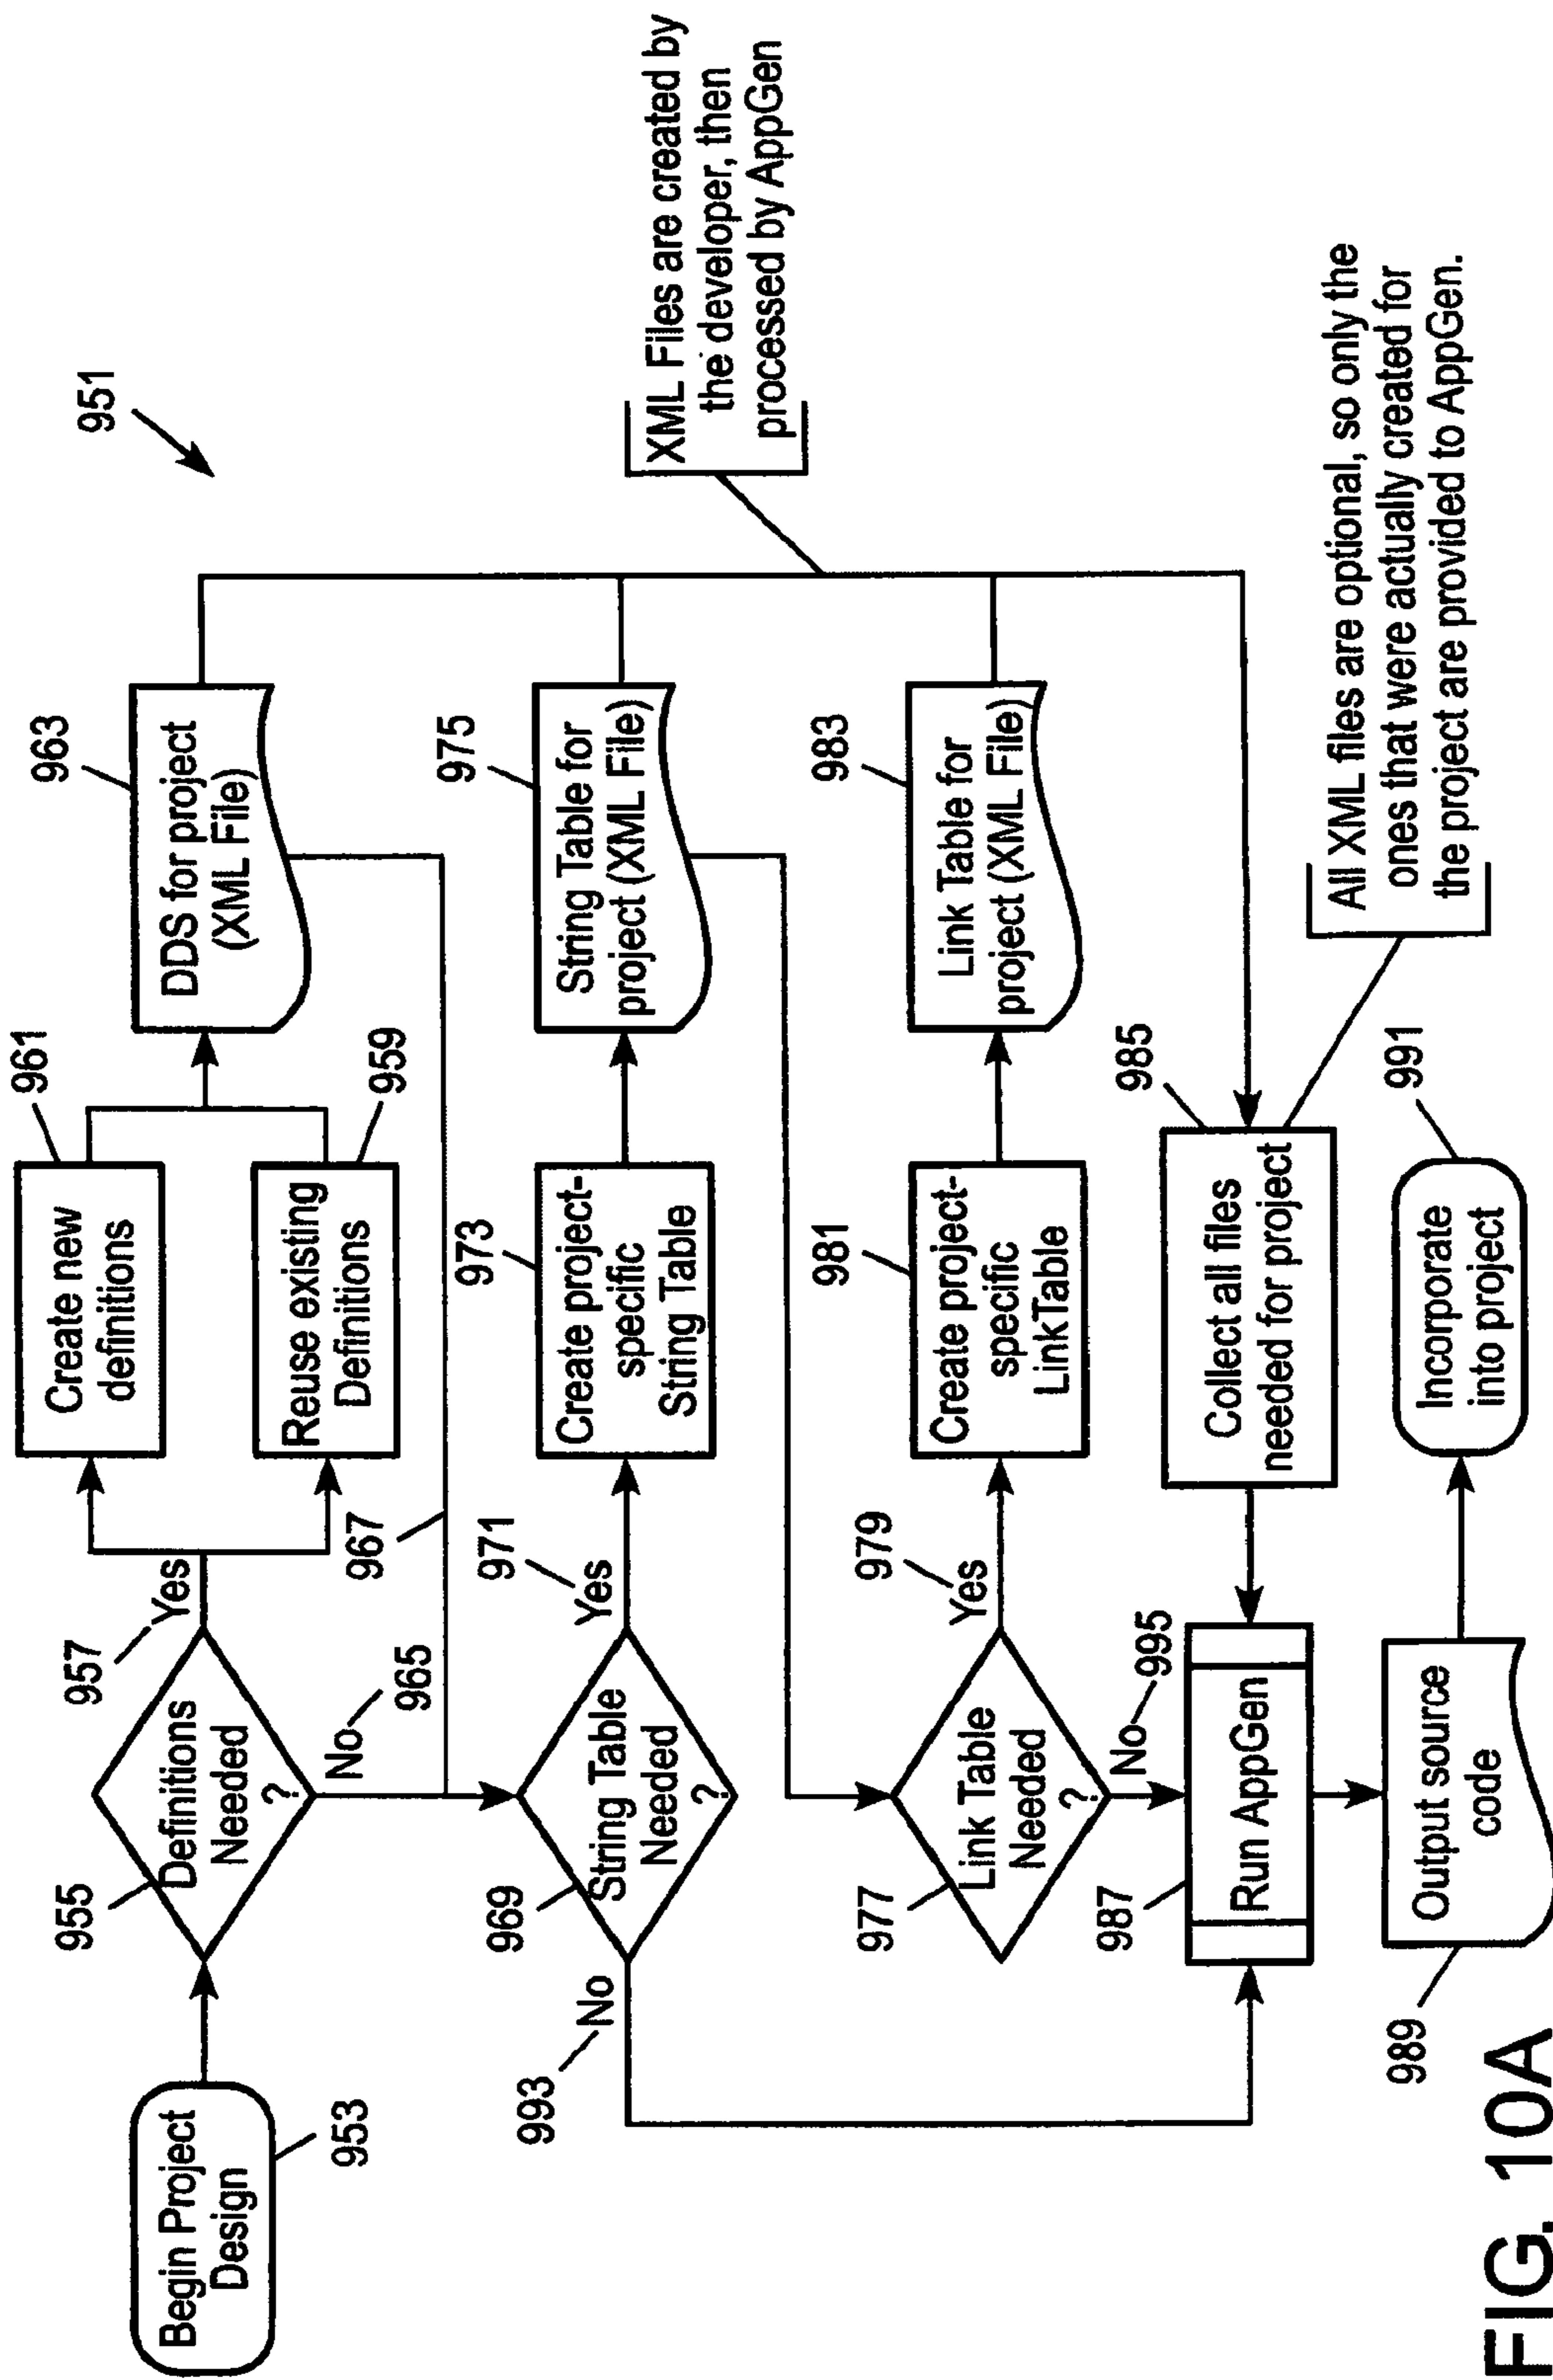 951
Begin Project
Design
953
955
Definitions
Needed
?
957
Yes
No
965
Create new
definitions
961
Reuse existing
Definitions
959
DDS for project
(XML File)
963
967
969
String Table
Needed
?
971
Yes
993
No
973
Create project-
specific
String Table
975
String Table for
project (XML File)
XML Files are created by
the developer, then
processed by AppGen
977
Link Table
Needed
?
979
Yes
No
995
981
Create project-
specific
LinkTable
983
Link Table for
project (XML File)
987
Run AppGen
985
Collect all files
needed for project
All XML files are optional, so only the
ones that were actually created for
the project are provided to AppGen.
989
Output source
code
991
Incorporate
into project
FIG. 10A